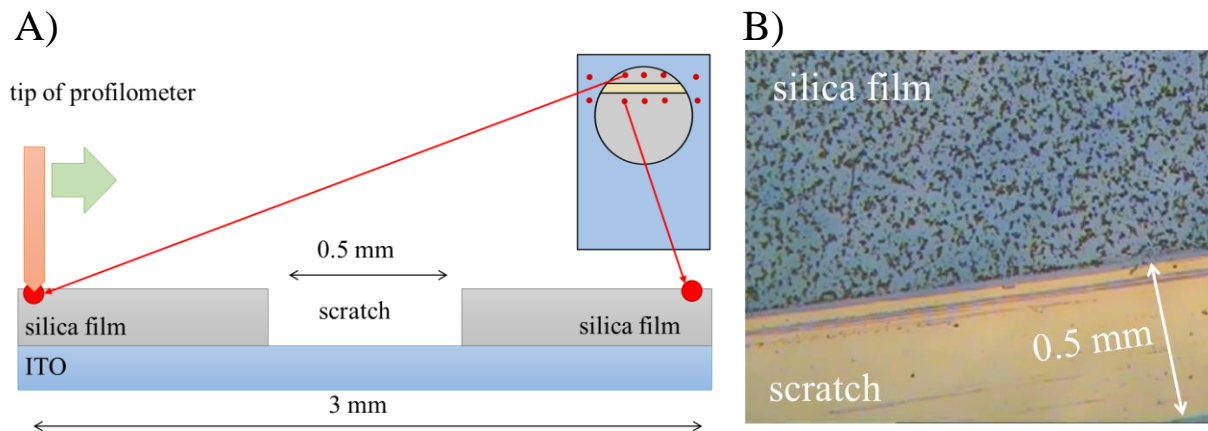 A)
tip of profilometer
0.5 mm
scratch
silica film
silica film
ITO
3 mm
B)
silica film
0.5 mm
scratch